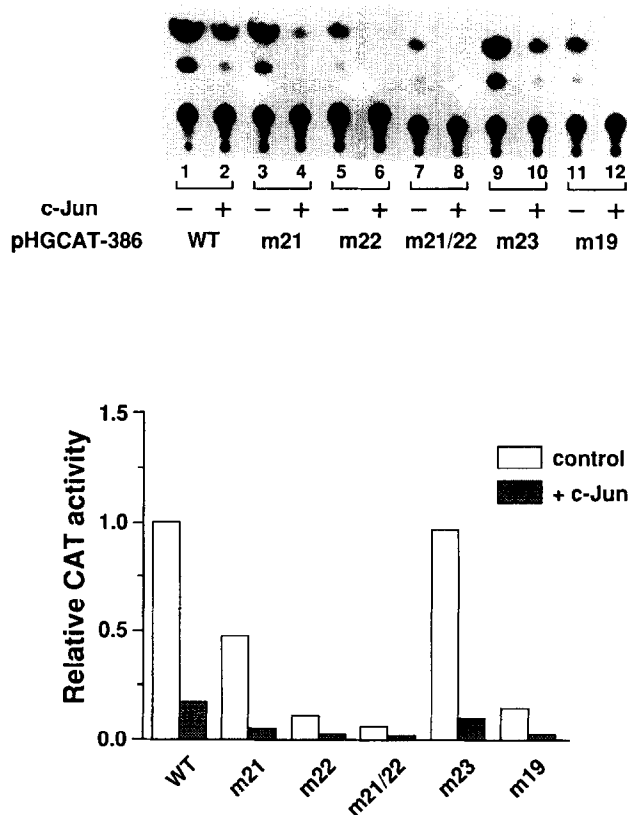 1 2 3 4 5 6 7 8 9 10 11 12
c-Jun − + − + − + − + − + − +
pHGCAT-386 WT m21 m22 m21/22 m23 m19
1.5
1.0
0.5
0.0
Relative CAT activity
control
+ c-Jun
WT m21 m22 m21/22 m23 m19